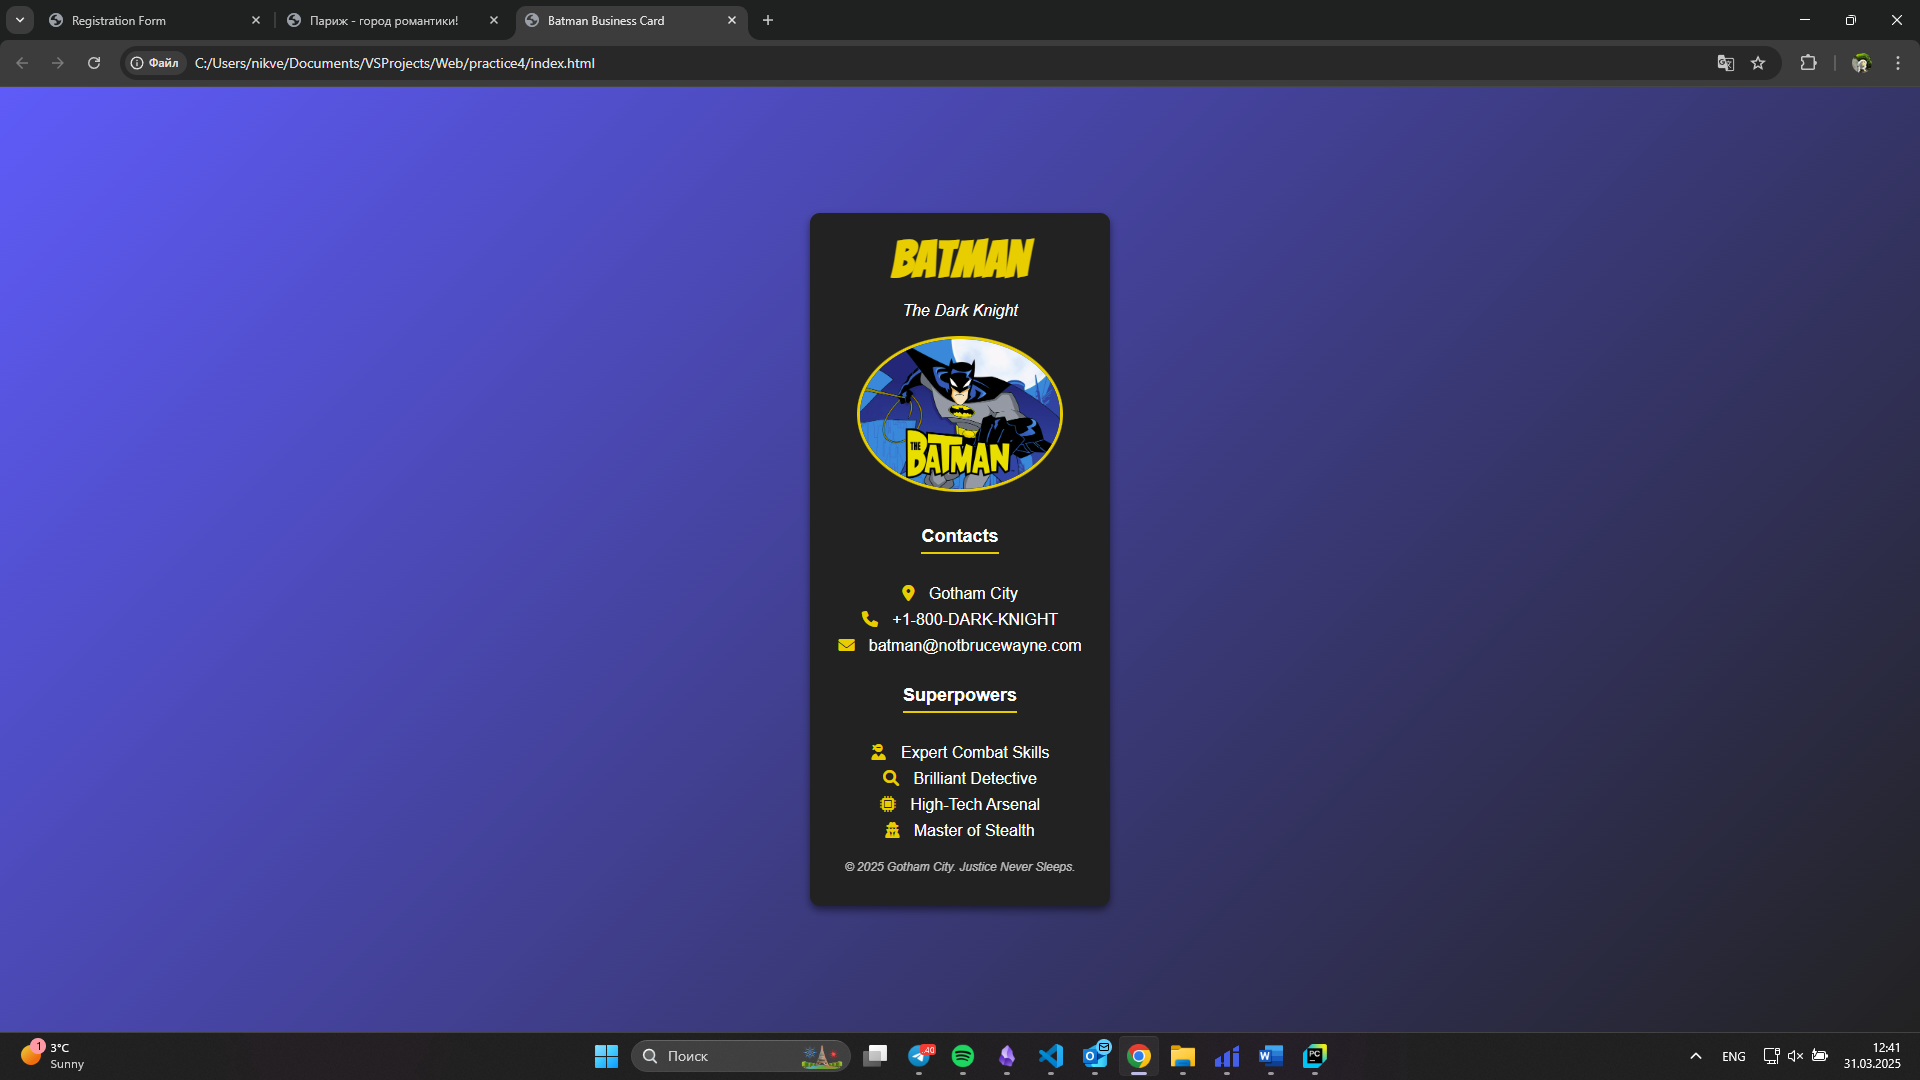 Registration Form
Париж - город романтики!
Batman Business Card
Файл
C:/Users/nikve/Documents/VSProjects/Web/practice4/index.html
BATMAN
The Dark Knight
THE
BATMAN
Contacts
Gotham City
+1-800-DARK-KNIGHT
batman@notbrucewayne.com
Superpowers
Expert Combat Skills
Brilliant Detective
High-Tech Arsenal
Master of Stealth
© 2025 Gotham City. Justice Never Sleeps.
1
3°C
Sunny
Поиск
40
O
W
PC
ENG
12:41
31.03.2025